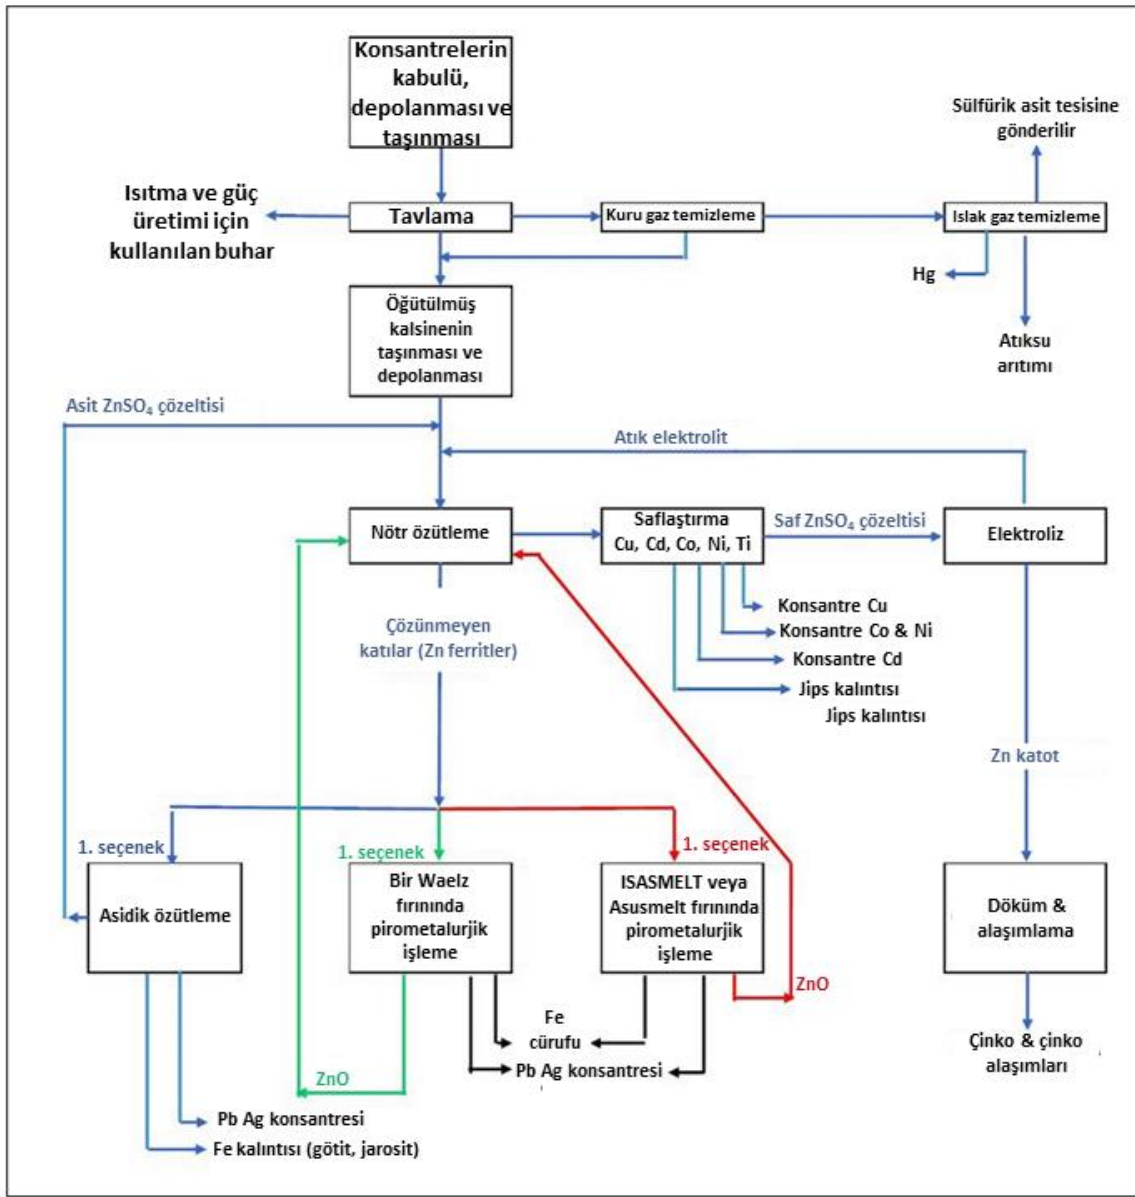 Konsantrelerin
kabulü,
depolanması ve
taşınması
Sülfürik asit tesisine
gönderilir
Isıtma ve güç
üretimi için
kullanılan buhar
Tavlama
Kuru gaz temizleme
Islak gaz temizleme
Hg
Atıksu
arıtımı
Öğütülmüş
kalsinenin
taşınması ve
depolanması
Asit ZnSO₄ çözeltisi
Atık elektrolit
Nötr özütleme
Saflaştırma
Cu, Cd, Co, Ni, Ti
Saf ZnSO₄ çözeltisi
Elektroliz
Konsantre Cu
Konsantre Co & Ni
Konsantre Cd
Jips kalıntısı
Jips kalıntısı
Çözünmeyen
katılar (Zn ferritler)
Zn katot
1. seçenek
1. seçenek
1. seçenek
Asidik özütleme
Bir Waelz
fırınında
pirometalurjik
işleme
ISASMELT veya
Asusmelt fırınında
pirometalurjik
işleme
Döküm &
alaşımlama
ZnO
Fe
cürufu
Pb Ag konsantresi
ZnO
Çinko & çinko
alaşımları
Pb Ag konsantresi
Fe kalıntısı (götit, jarosit)